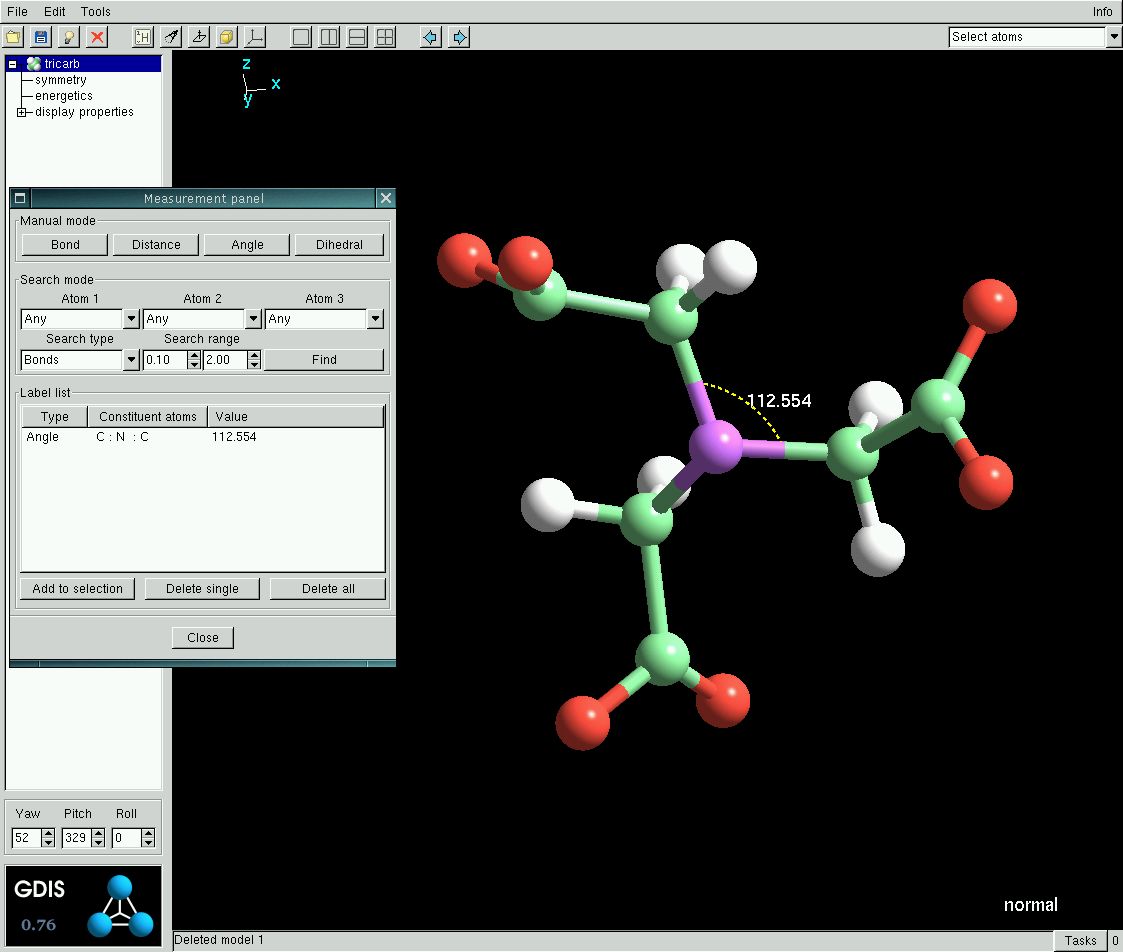 File Edit Tools Info
Select atoms
tricarb
symmetry
energetics
display properties
z
x
y
Measurement panel
Manual mode
Bond Distance Angle Dihedral
Search mode
Atom 1 Atom 2 Atom 3
Any Any Any
Search type Search range
Bonds 0.10 2.00 Find
Label list
Type Constituent atoms Value
Angle C : N : C 112.554
Add to selection Delete single Delete all
Close
112.554
Yaw Pitch Roll
52 329 0
GDIS
0.76
normal
Deleted model 1 Tasks 0